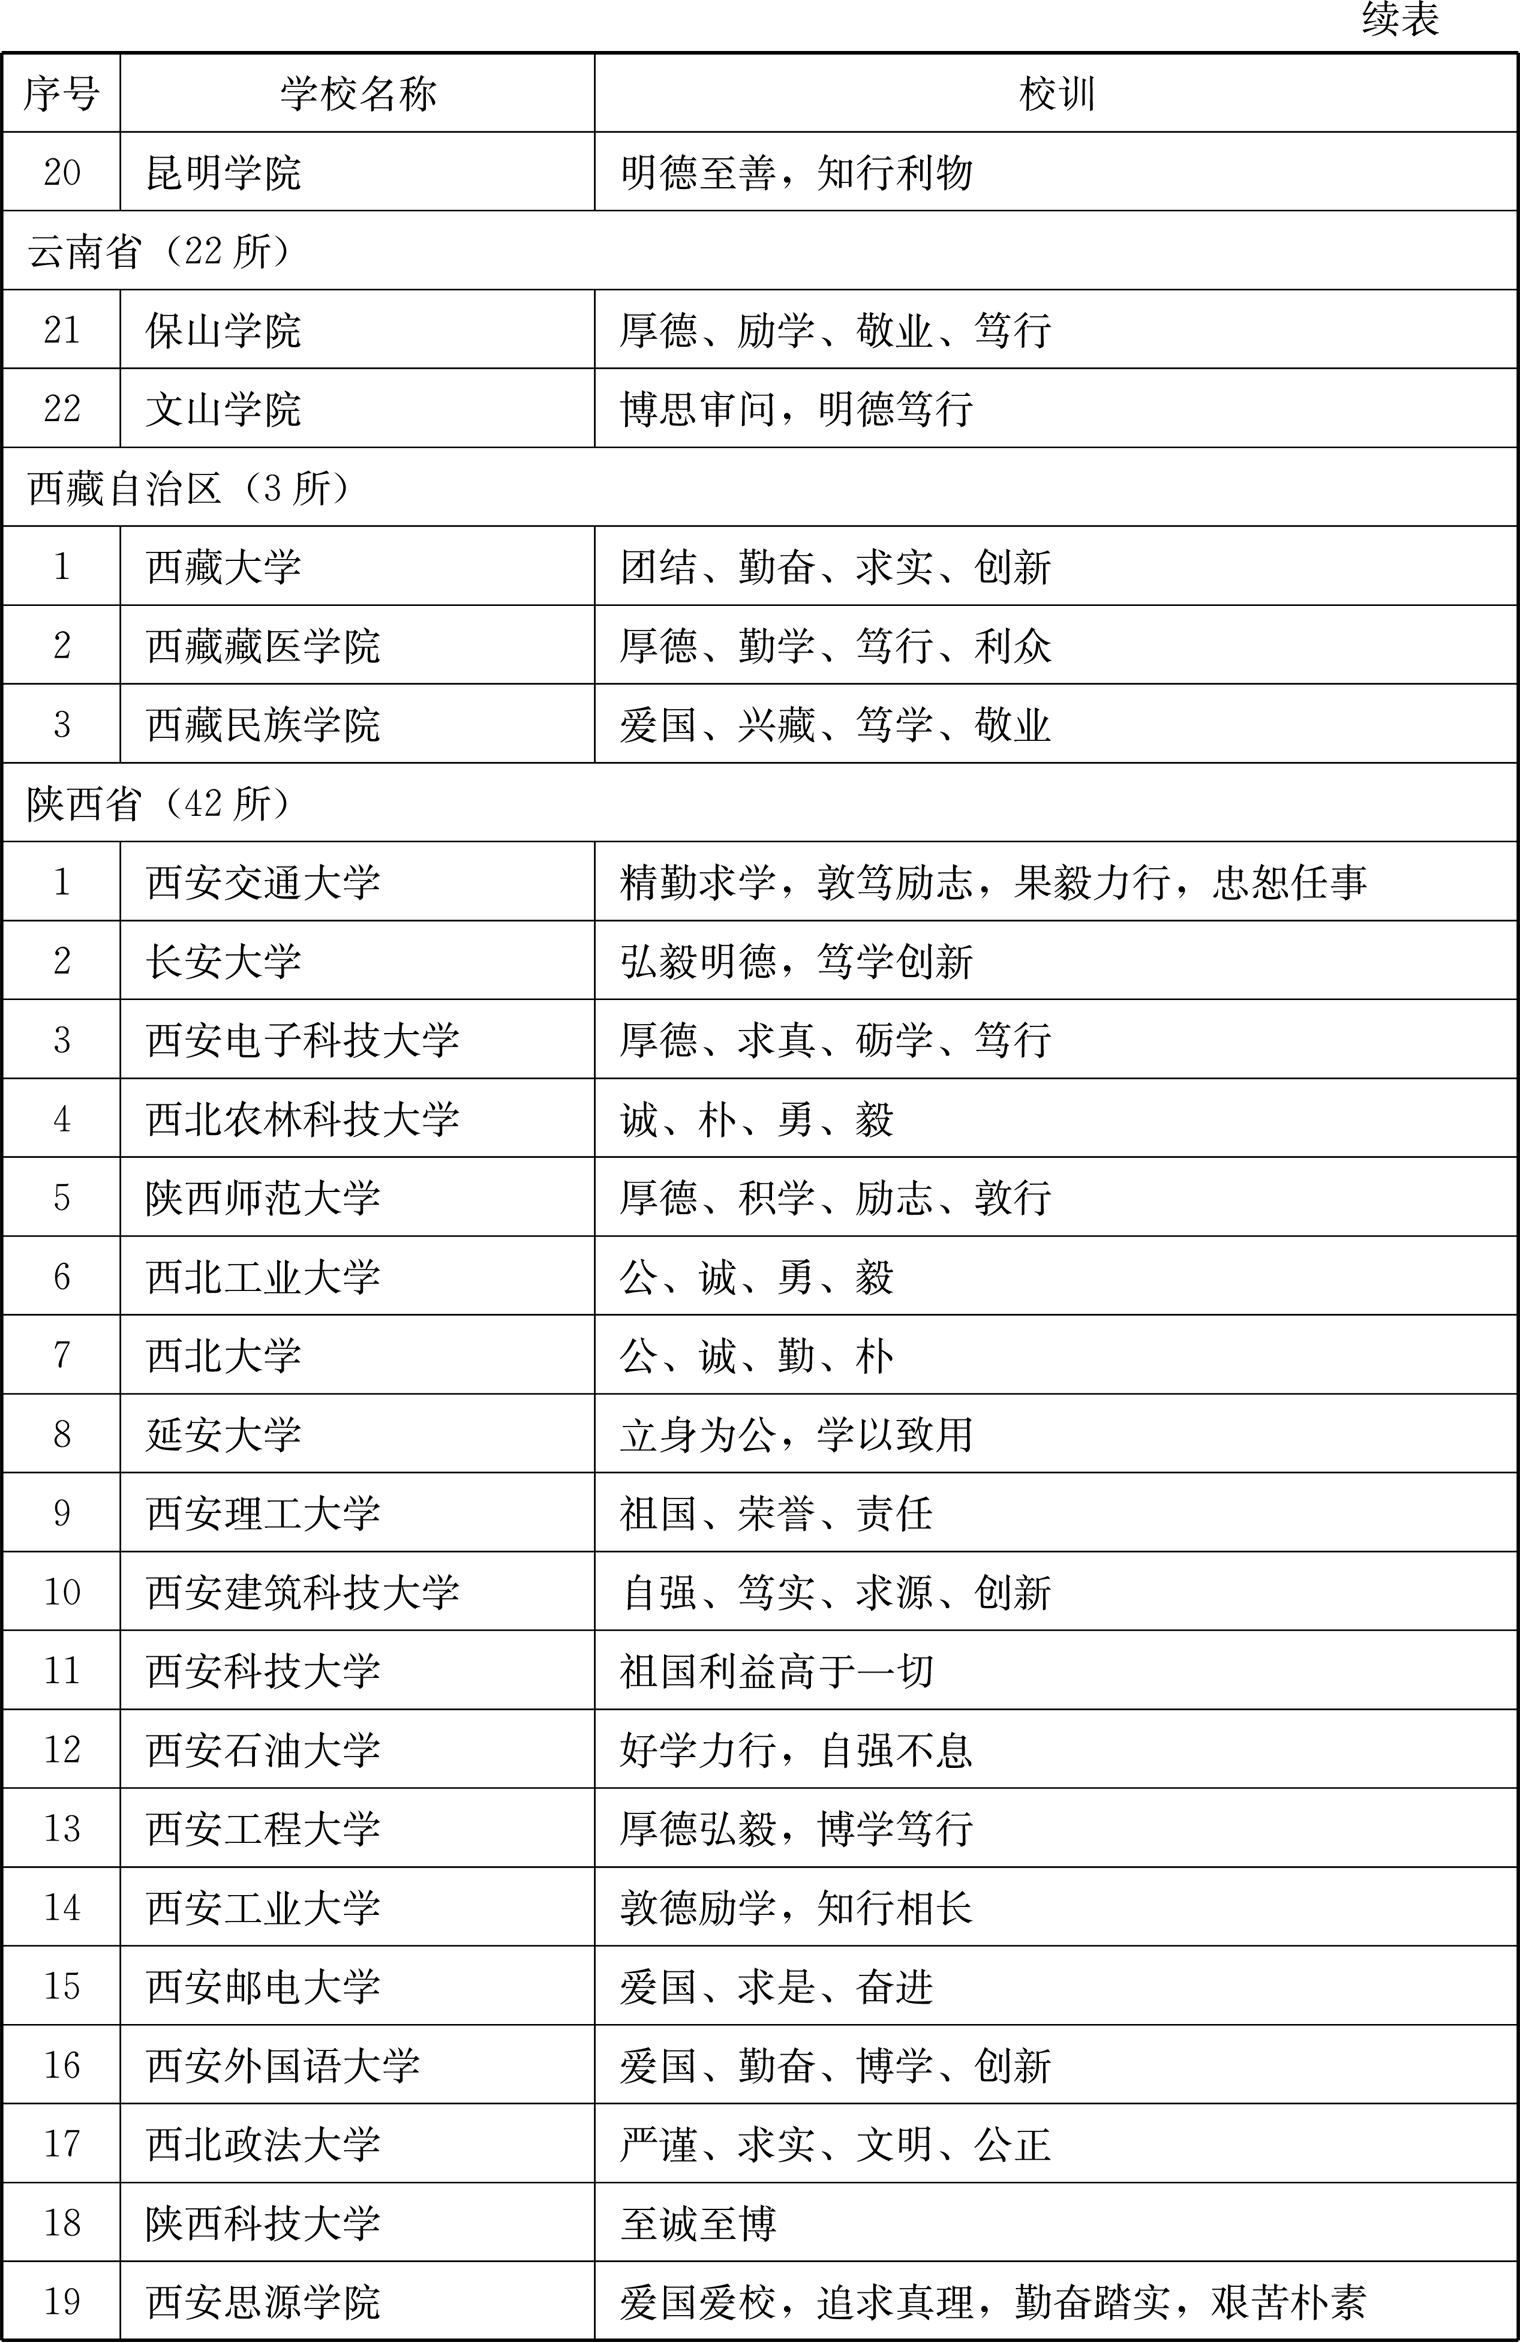 续表
序号 学校名称 校训
20 昆明学院 明德至善，知行利物
云南省（22 所）
21 保山学院 厚德、励学、敬业、笃行
22 文山学院 博思审问，明德笃行
西藏自治区（3 所）
1 西藏大学 团结、勤奋、求实、创新
2 西藏藏医学院 厚德、勤学、笃行、利众
3 西藏民族学院 爱国、兴藏、笃学、敬业
陕西省（42 所）
1 西安交通大学 精勤求学，敦笃励志，果毅力行，忠恕任事
2 长安大学 弘毅明德，笃学创新
3 西安电子科技大学 厚德、求真、砺学、笃行
4 西北农林科技大学 诚、朴、勇、毅
5 陕西师范大学 厚德、积学、励志、敦行
6 西北工业大学 公、诚、勇、毅
7 西北大学 公、诚、勤、朴
8 延安大学 立身为公，学以致用
9 西安理工大学 祖国、荣誉、责任
10 西安建筑科技大学 自强、笃实、求源、创新
11 西安科技大学 祖国利益高于一切
12 西安石油大学 好学力行，自强不息
13 西安工程大学 厚德弘毅，博学笃行
14 西安工业大学 敦德励学，知行相长
15 西安邮电大学 爱国、求是、奋进
16 西安外国语大学 爱国、勤奋、博学、创新
17 西北政法大学 严谨、求实、文明、公正
18 陕西科技大学 至诚至博
19 西安思源学院 爱国爱校，追求真理，勤奋踏实，艰苦朴素